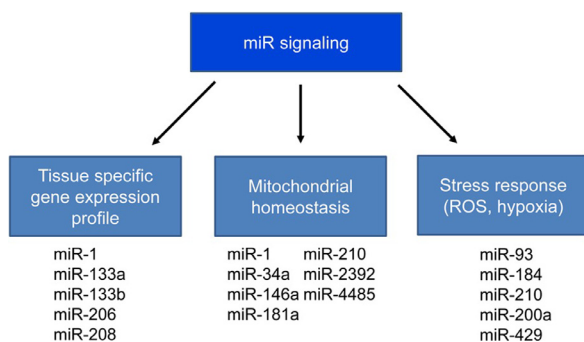 miR signaling
Tissue specific
gene expression
profile
miR-1
miR-133a
miR-133b
miR-206
miR-208
Mitochondrial
homeostasis
miR-1 miR-210
miR-34a miR-2392
miR-146a miR-4485
miR-181a
Stress response
(ROS, hypoxia)
miR-93
miR-184
miR-210
miR-200a
miR-429